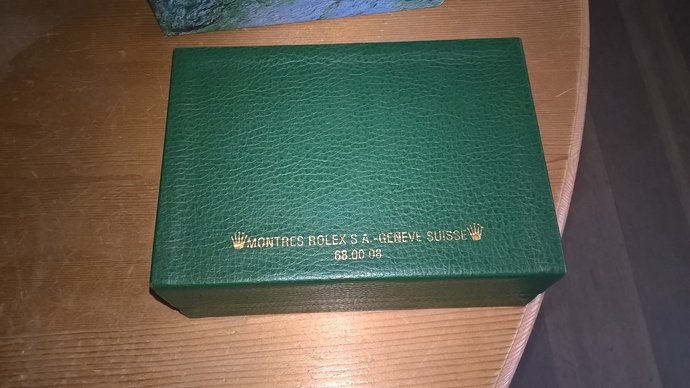 MONTRES ROLEX S A.-GENEVE SUISSE
68.00 08